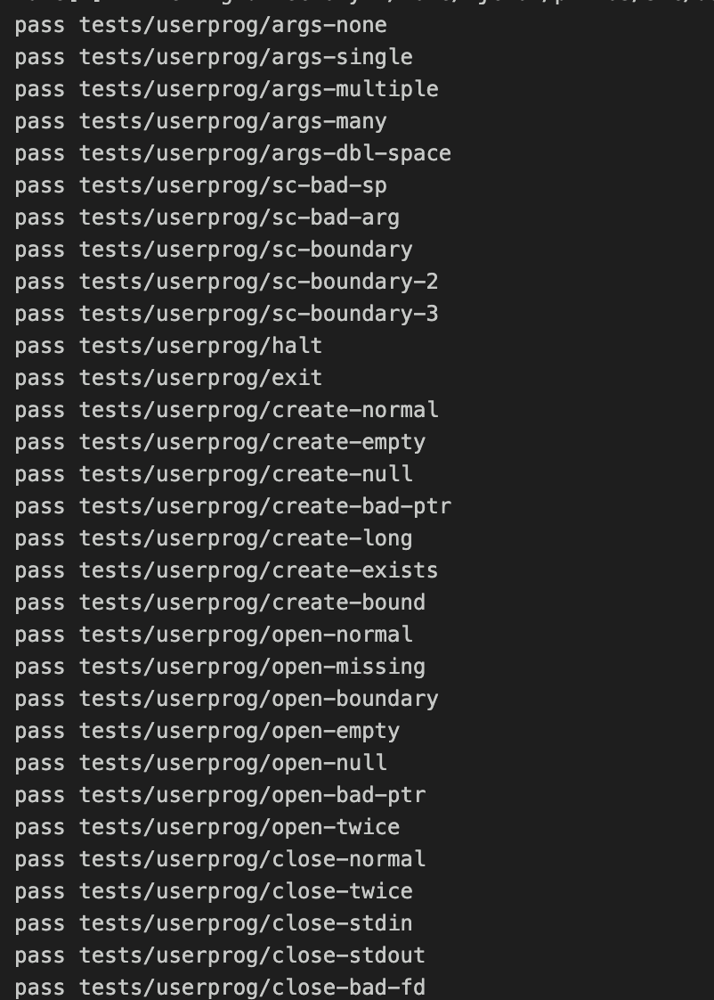 pass tests/userprog/args-none
pass tests/userprog/args-single
pass tests/userprog/args-multiple
pass tests/userprog/args-many
pass tests/userprog/args-dbl-space
pass tests/userprog/sc-bad-sp
pass tests/userprog/sc-bad-arg
pass tests/userprog/sc-boundary
pass tests/userprog/sc-boundary-2
pass tests/userprog/sc-boundary-3
pass tests/userprog/halt
pass tests/userprog/exit
pass tests/userprog/create-normal
pass tests/userprog/create-empty
pass tests/userprog/create-null
pass tests/userprog/create-bad-ptr
pass tests/userprog/create-long
pass tests/userprog/create-exists
pass tests/userprog/create-bound
pass tests/userprog/open-normal
pass tests/userprog/open-missing
pass tests/userprog/open-boundary
pass tests/userprog/open-empty
pass tests/userprog/open-null
pass tests/userprog/open-bad-ptr
pass tests/userprog/open-twice
pass tests/userprog/close-normal
pass tests/userprog/close-twice
pass tests/userprog/close-stdin
pass tests/userprog/close-stdout
pass tests/userprog/close-bad-fd